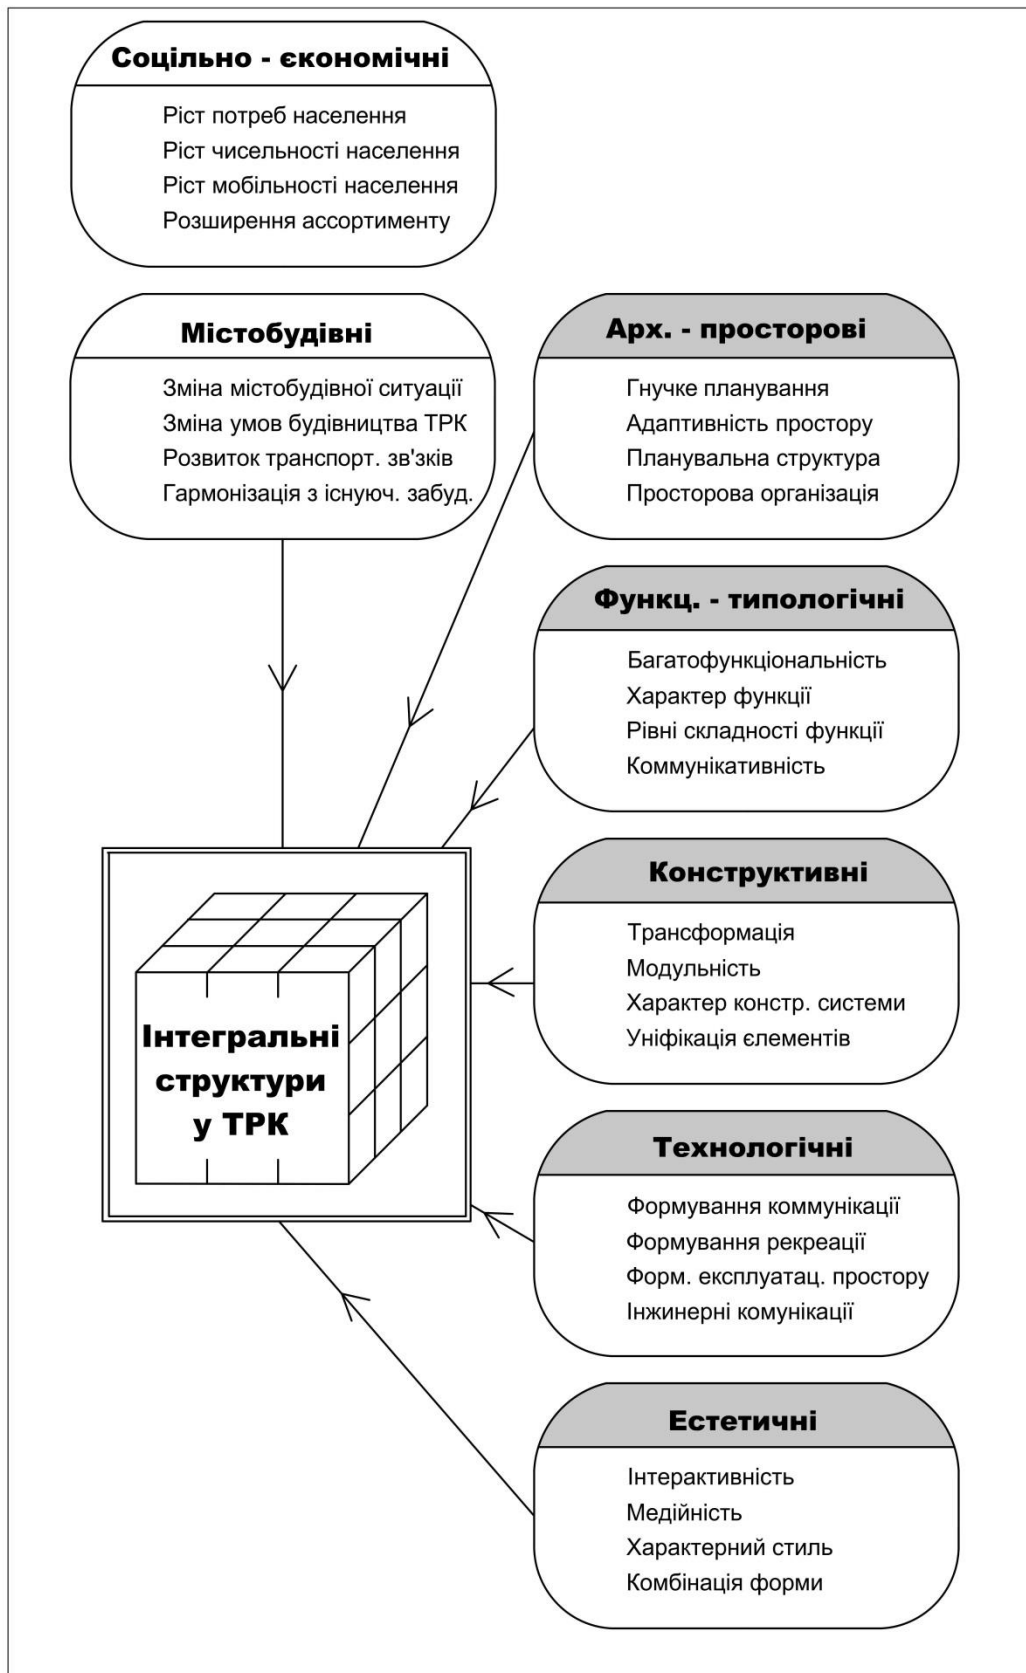 Соцільно - єкономічні
Ріст потреб населення
Ріст чисельності населення
Ріст мобільності населення
Розширення ассортименту
Містобудівні
Зміна містобудівної ситуації
Зміна умов будівництва ТРК
Розвиток транспорт. зв'зків
Гармонізація з існуюч. забуд.
Арх. - просторові
Гнучке планування
Адаптивність простору
Планувальна структура
Просторова організація
Функц. - типологічні
Багатофункціональність
Характер функції
Рівні складності функції
Коммунікативність
Конструктивні
Трансформація
Модульність
Характер констр. системи
Уніфікація єлементів
Інтегральні
структури
у ТРК
Технологічні
Формування коммунікації
Формування рекреації
Форм. експлуатац. простору
Інжинерні комунікації
Естетичні
Інтерактивність
Медійність
Характерний стиль
Комбінація форми